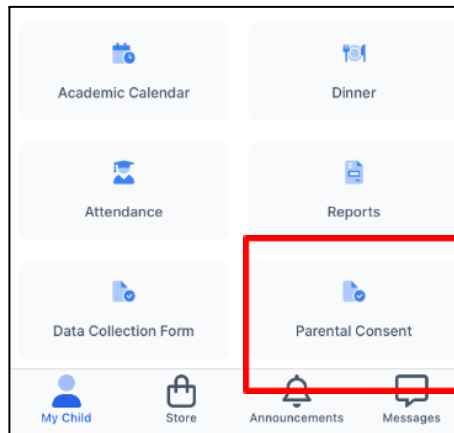 Academic Calendar
Dinner
Attendance
Reports
Data Collection Form
Parental Consent
My Child
Store
Announcements
Messages